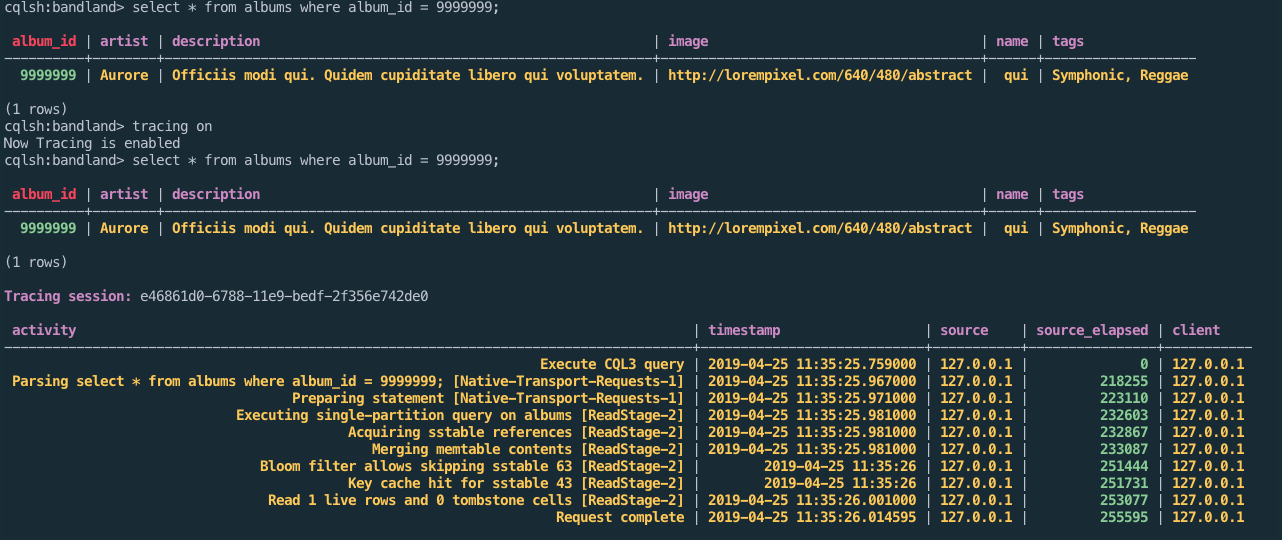 cqlsh:bandland> select * from albums where album_id = 9999999;
album_id | artist | description | image | name | tags
9999999 | Aurore | Officiis modi qui. Quidem cupiditate libero qui voluptatem. | http://lorempixel.com/640/480/abstract | qui | Symphonic, Reggae
(1 rows)
cqlsh:bandland> tracing on
Now Tracing is enabled
cqlsh:bandland> select * from albums where album_id = 9999999;
album_id | artist | description | image | name | tags
9999999 | Aurore | Officiis modi qui. Quidem cupiditate libero qui voluptatem. | http://lorempixel.com/640/480/abstract | qui | Symphonic, Reggae
(1 rows)
Tracing session: e46861d0-6788-11e9-bedf-2f356e742de0
activity | timestamp | source | source_elapsed | client
Execute CQL3 query | 2019-04-25 11:35:25.759000 | 127.0.0.1 | 0 | 127.0.0.1
Parsing select * from albums where album_id = 9999999; [Native-Transport-Requests-1] | 2019-04-25 11:35:25.967000 | 127.0.0.1 | 218255 | 127.0.0.1
Preparing statement [Native-Transport-Requests-1] | 2019-04-25 11:35:25.971000 | 127.0.0.1 | 223110 | 127.0.0.1
Executing single-partition query on albums [ReadStage-2] | 2019-04-25 11:35:25.981000 | 127.0.0.1 | 232603 | 127.0.0.1
Acquiring sstable references [ReadStage-2] | 2019-04-25 11:35:25.981000 | 127.0.0.1 | 232867 | 127.0.0.1
Merging memtable contents [ReadStage-2] | 2019-04-25 11:35:25.981000 | 127.0.0.1 | 233087 | 127.0.0.1
Bloom filter allows skipping sstable 63 [ReadStage-2] | 2019-04-25 11:35:26 | 127.0.0.1 | 251444 | 127.0.0.1
Key cache hit for sstable 43 [ReadStage-2] | 2019-04-25 11:35:26 | 127.0.0.1 | 251731 | 127.0.0.1
Read 1 live rows and 0 tombstone cells [ReadStage-2] | 2019-04-25 11:35:26.001000 | 127.0.0.1 | 253077 | 127.0.0.1
Request complete | 2019-04-25 11:35:26.014595 | 127.0.0.1 | 255595 | 127.0.0.1